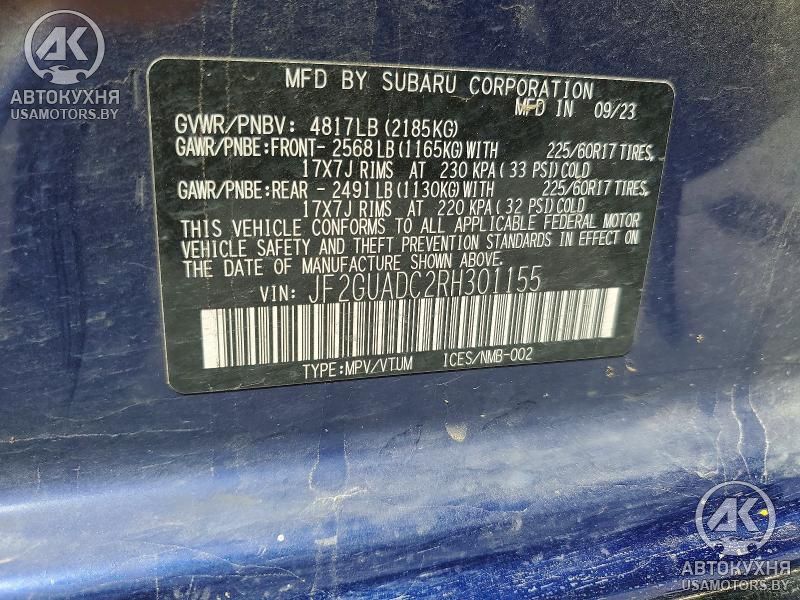 АК
АВТОКУХНЯ
USAMOTORS.BY
MFD BY SUBARU CORPORATION
MFD IN 09/23
GVWR/PNBV: 4817LB (2185KG)
GAWR/PNBE:FRONT- 2568 LB (1165KG) WITH 225/60R17 TIRES,
17X7J RIMS AT 230 KPA ( 33 PSI) COLD
GAWR/PNBE:REAR - 2491 LB (1130KG) WITH 225/60R17 TIRES,
17X7J RIMS AT 220 KPA ( 32 PSI) COLD
THIS VEHICLE CONFORMS TO ALL APPLICABLE FEDERAL MOTOR
VEHICLE SAFETY AND THEFT PREVENTION STANDARDS IN EFFECT ON
THE DATE OF MANUFACTURE SHOWN ABOVE.
VIN: JF2GUADC2RH301155
TYPE:MPV/VTUM ICES/NMB-002
АК
АВТОКУХНЯ
USAMOTORS.BY